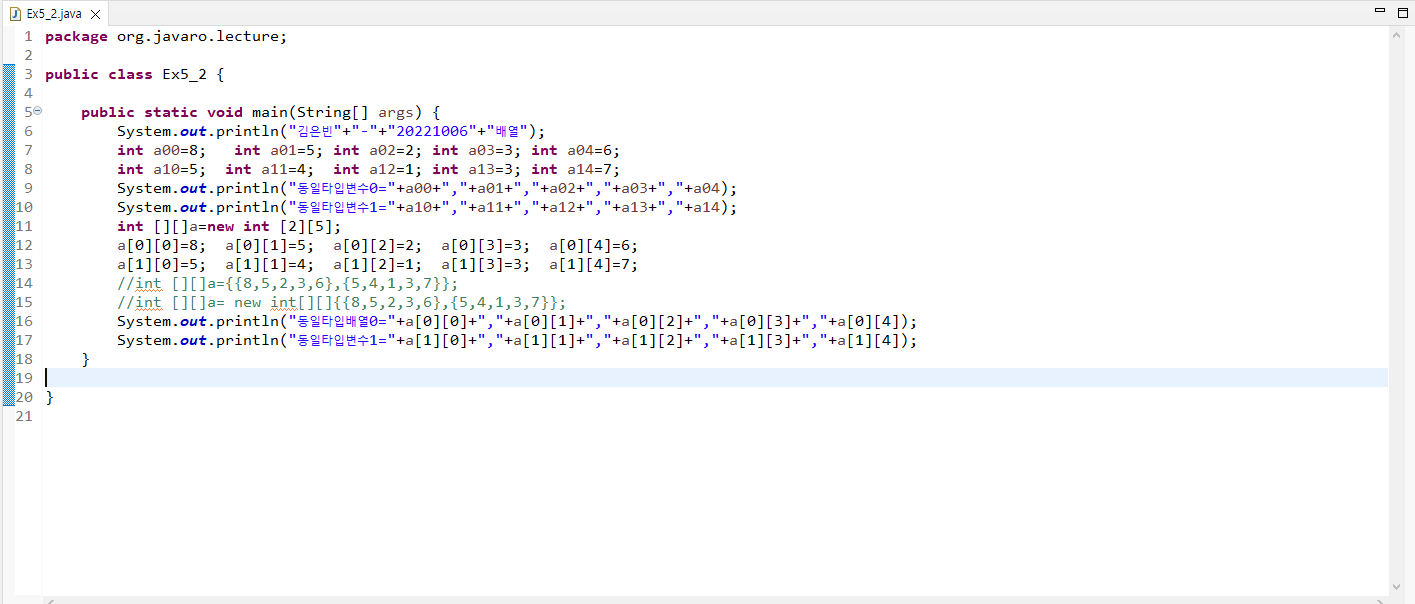 Ex5_2.java
1 package org.javaro.lecture;
2
3 public class Ex5_2 {
4
5 public static void main(String[] args) {
6 System.out.println("김은빈"+"-"+"20221006"+"배열");
7 int a00=8;   int a01=5; int a02=2; int a03=3; int a04=6;
8 int a10=5;  int a11=4;  int a12=1; int a13=3; int a14=7;
9 System.out.println("동일타입변수0="+a00+","+a01+","+a02+","+a03+","+a04);
10 System.out.println("동일타입변수1="+a10+","+a11+","+a12+","+a13+","+a14);
11 int [][]a=new int [2][5];
12 a[0][0]=8;  a[0][1]=5;  a[0][2]=2;  a[0][3]=3;  a[0][4]=6;
13 a[1][0]=5;  a[1][1]=4;  a[1][2]=1;  a[1][3]=3;  a[1][4]=7;
14 //int [][]a={{8,5,2,3,6},{5,4,1,3,7}};
15 //int [][]a= new int[][]{{8,5,2,3,6},{5,4,1,3,7}};
16 System.out.println("동일타입배열0="+a[0][0]+","+a[0][1]+","+a[0][2]+","+a[0][3]+","+a[0][4]);
17 System.out.println("동일타입변수1="+a[1][0]+","+a[1][1]+","+a[1][2]+","+a[1][3]+","+a[1][4]);
18 }
19
20 }
21